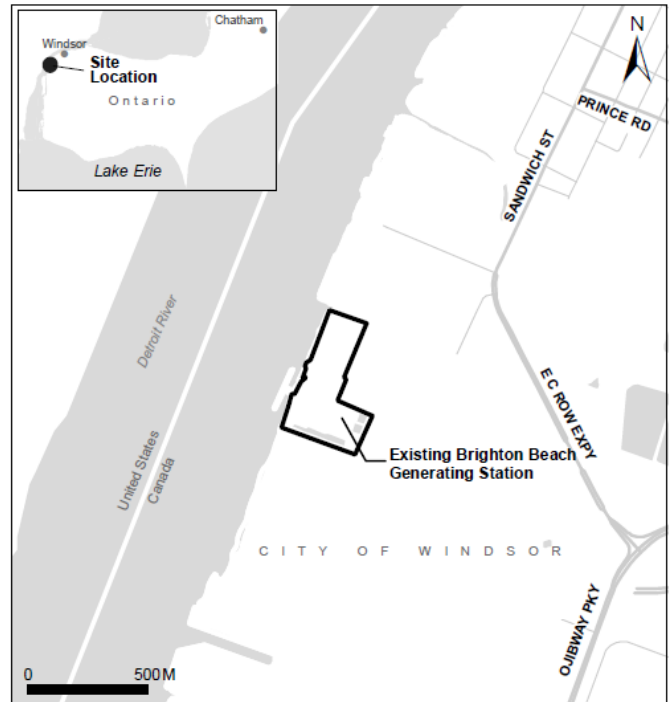 Chatham
Windsor
Site
Location
Ontario
Lake Erie
N
PRINCE RD
SANDWICH ST
Detroit River
United States
Canada
E C ROW EXPY
Existing Brighton Beach
Generating Station
CITY OF WINDSOR
OJIBWAY PKY
0 500M